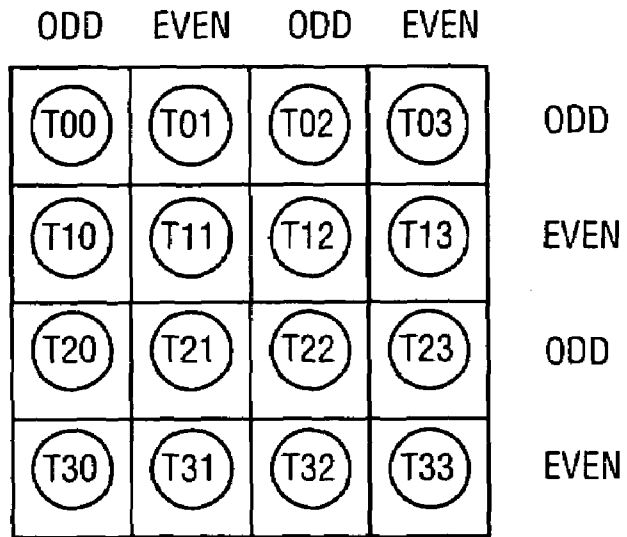 ODD EVEN ODD EVEN
T00 T01 T02 T03 ODD
T10 T11 T12 T13 EVEN
T20 T21 T22 T23 ODD
T30 T31 T32 T33 EVEN